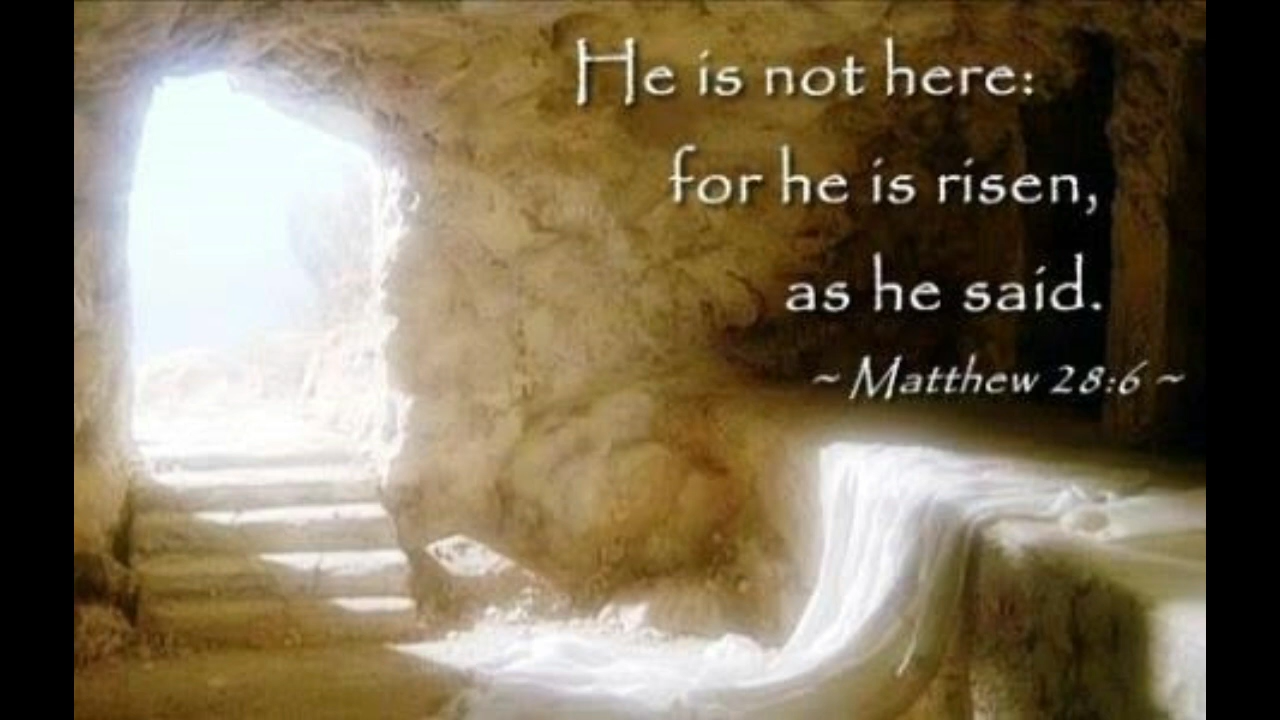 He is not here:
for he is risen,
as he said.
~ Matthew 28:6 ~